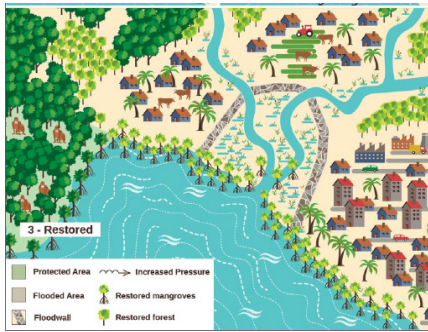 3 - Restored
Protected Area
Increased Pressure
Flooded Area
Restored mangroves
Floodwall
Restored forest